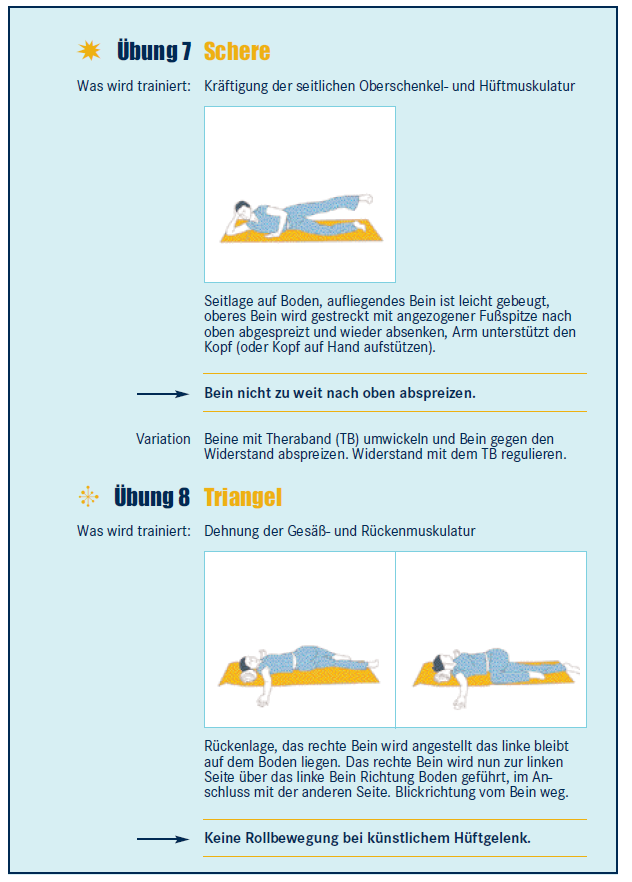 Übung 7 Schere
Was wird trainiert: Kräftigung der seitlichen Oberschenkel- und Hüftmuskulatur
Seitlage auf Boden, aufliegendes Bein ist leicht gebeugt,
oberes Bein wird gestreckt mit angezogener Fußspitze nach
oben abgespreizt und wieder absenken, Arm unterstützt den
Kopf (oder Kopf auf Hand aufstützen).
Bein nicht zu weit nach oben abspreizen.
Variation Beine mit Theraband (TB) umwickeln und Bein gegen den
Widerstand abspreizen. Widerstand mit dem TB regulieren.
Übung 8 Triangel
Was wird trainiert: Dehnung der Gesäß- und Rückenmuskulatur
Rückenlage, das rechte Bein wird angestellt das linke bleibt
auf dem Boden liegen. Das rechte Bein wird nun zur linken
Seite über das linke Bein Richtung Boden geführt, im An-
schluss mit der anderen Seite. Blickrichtung vom Bein weg.
Keine Rollbewegung bei künstlichem Hüftgelenk.